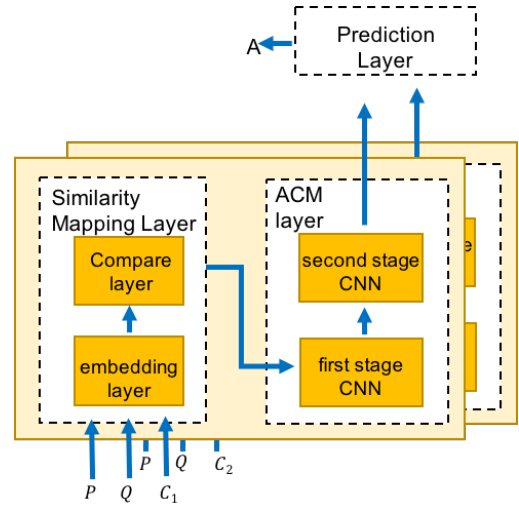 Prediction
Layer
A
Similarity
Mapping Layer
Compare
layer
embedding
layer
ACM
layer
second stage
CNN
first stage
CNN
P Q C₂
P Q C₁